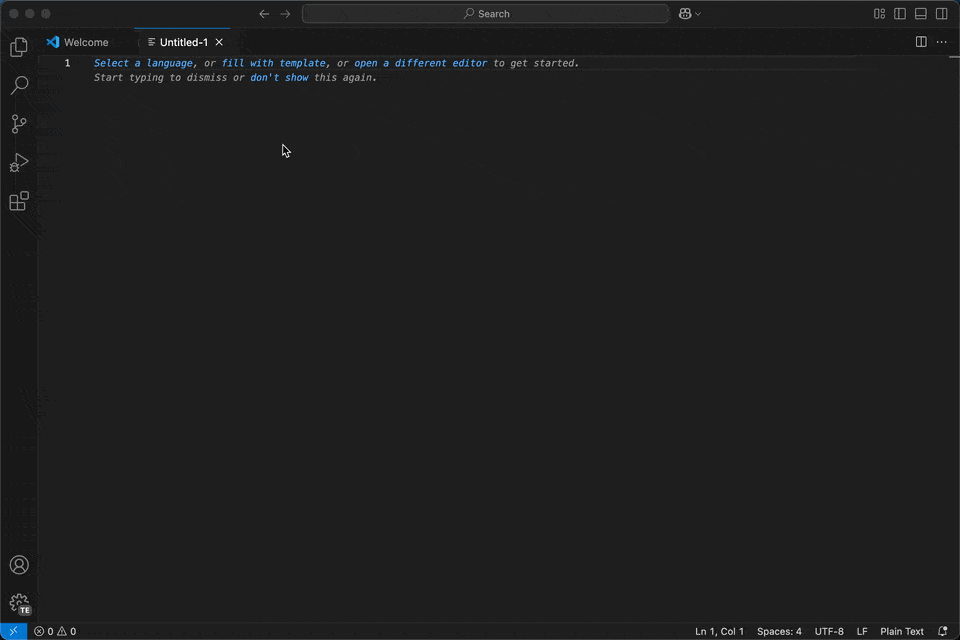 Search
Welcome
Untitled-1
1 Select a language, or fill with template, or open a different editor to get started.
Start typing to dismiss or don't show this again.
TE
0 0
Ln 1, Col 1 Spaces: 4 UTF-8 LF Plain Text